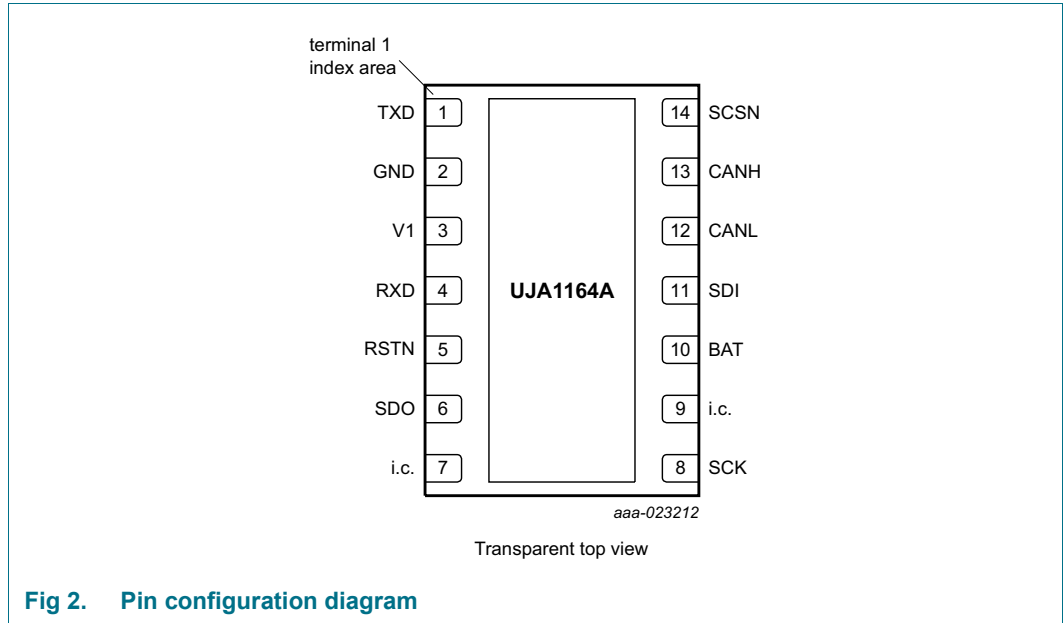 terminal 1
index area
TXD 1 14 SCSN
GND 2 13 CANH
V1 3 12 CANL
RXD 4 UJA1164A 11 SDI
RSTN 5 10 BAT
SDO 6 9 i.c.
i.c. 7 8 SCK
aaa-023212
Transparent top view
Fig 2. Pin configuration diagram